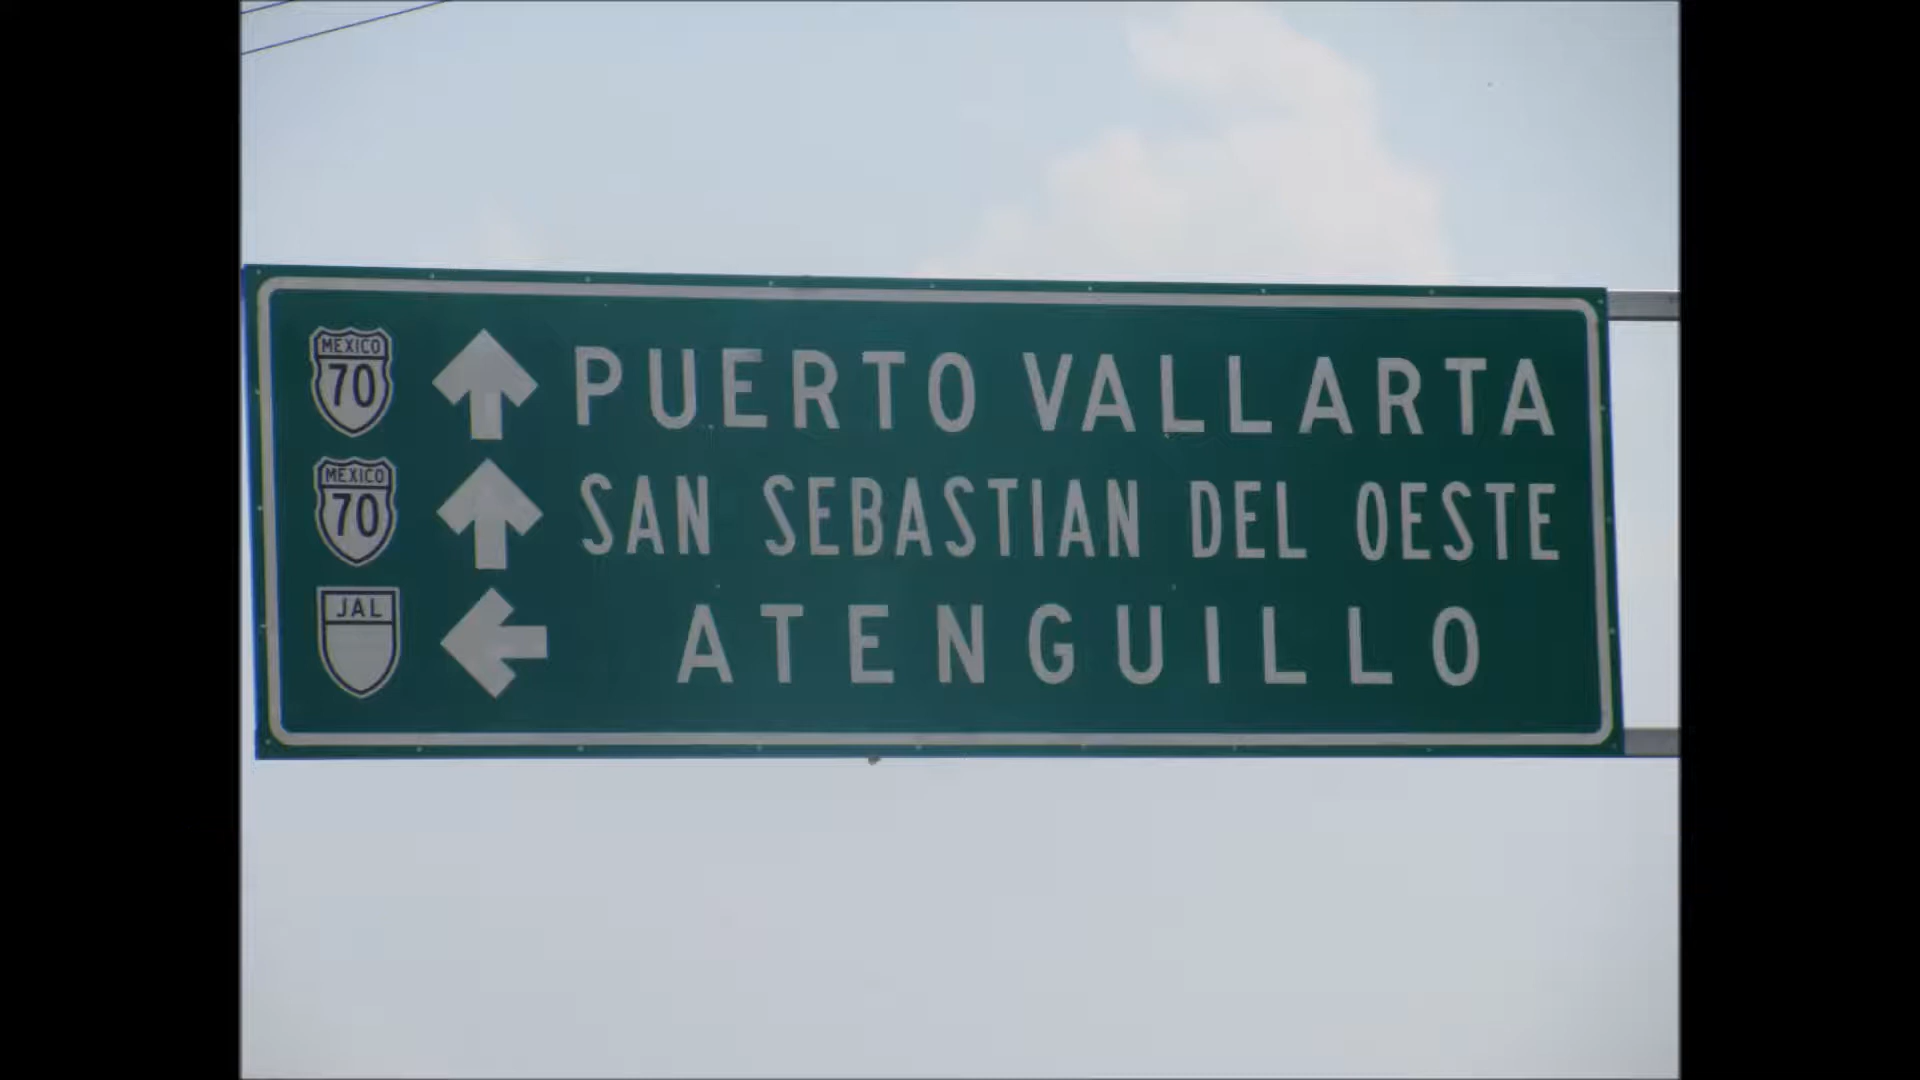 MEXICO 70 PUERTO VALLARTA
MEXICO 70 SAN SEBASTIAN DEL OESTE
JAL ATENGUILLO